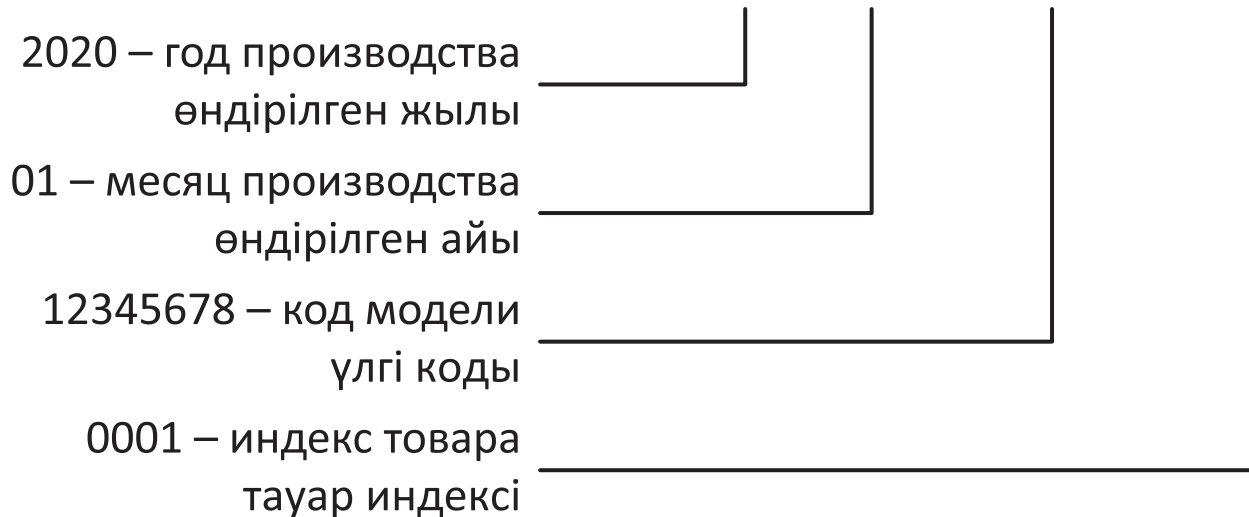 2020 – год производства
өндірілген жылы
01 – месяц производства
өндірілген айы
12345678 – код модели
үлгі коды
0001 – индекс товара
тауар индексі